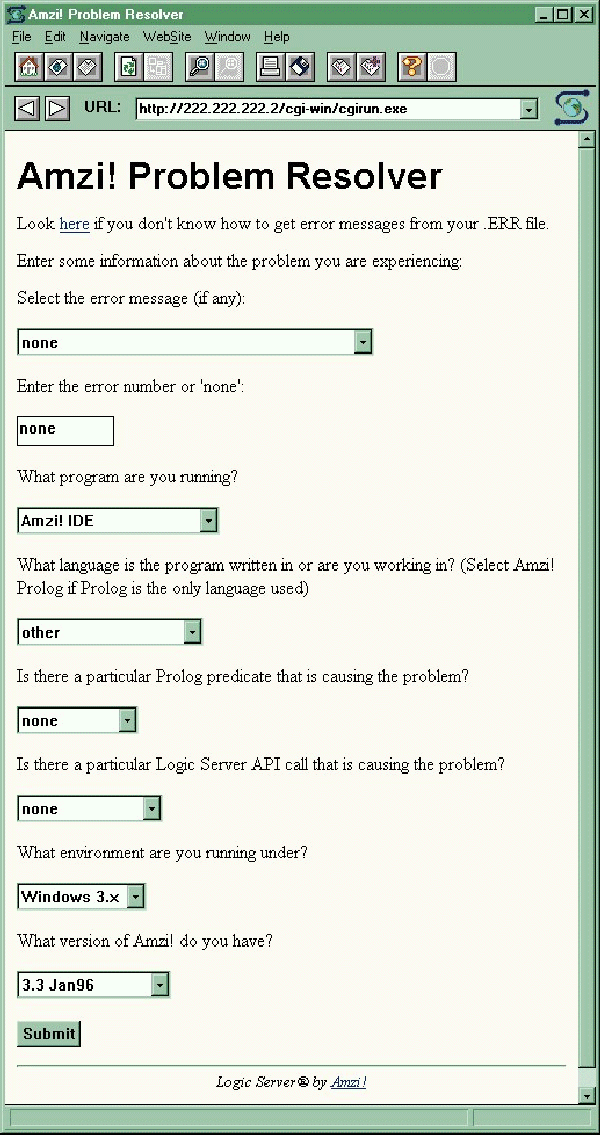 Amzi! Problem Resolver
File Edit Navigate WebSite Window Help
URL: http://222.222.222.2/cgi-win/cgirun.exe
Amzi! Problem Resolver
Look here if you don't know how to get error messages from your .ERR file.
Enter some information about the problem you are experiencing:
Select the error message (if any):
none
Enter the error number or 'none':
none
What program are you running?
Amzi! IDE
What language is the program written in or are you working in? (Select Amzi!
Prolog if Prolog is the only language used)
other
Is there a particular Prolog predicate that is causing the problem?
none
Is there a particular Logic Server API call that is causing the problem?
none
What environment are you running under?
Windows 3.x
What version of Amzi! do you have?
3.3 Jan96
Submit
Logic Server® by Amzi!